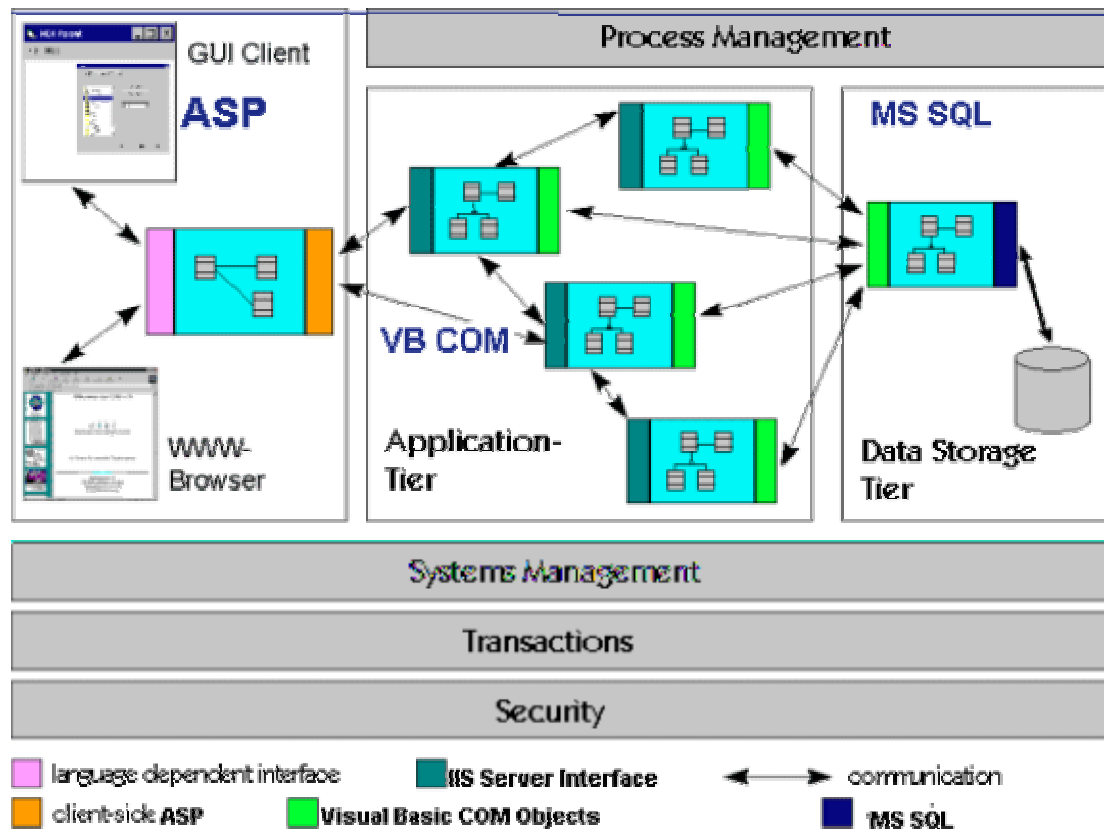 Process Management
GUI Client
ASP
MS SQL
VB COM
WWW-
Browser
Application-
Tier
Data Storage
Tier
Systems Management
Transactions
Security
language dependent interface
IIS Server Interface
communication
client-side ASP
Visual Basic COM Objects
MS SQL